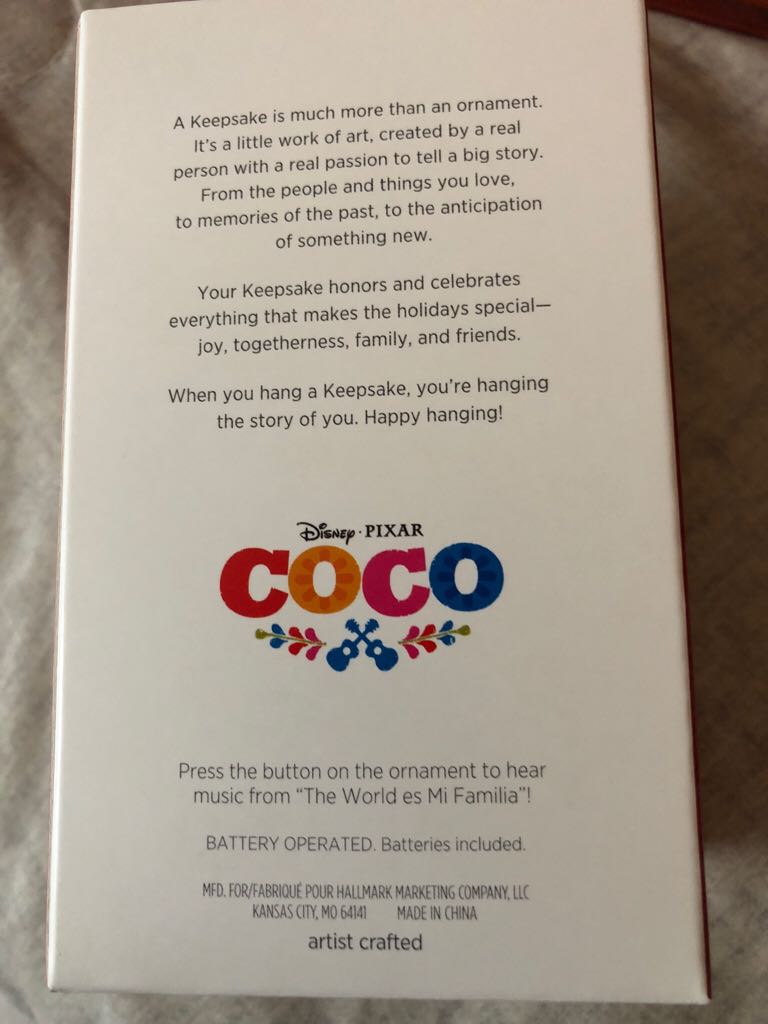 A Keepsake is much more than an ornament.
It's a little work of art, created by a real
person with a real passion to tell a big story.
From the people and things you love,
to memories of the past, to the anticipation
of something new.
Your Keepsake honors and celebrates
everything that makes the holidays special—
joy, togetherness, family, and friends.
When you hang a Keepsake, you're hanging
the story of you. Happy hanging!
Disney · PIXAR
COCO
Press the button on the ornament to hear
music from “The World es Mi Familia”!
BATTERY OPERATED. Batteries included.
MFD. FOR/FABRIQUÉ POUR HALLMARK MARKETING COMPANY, LLC
KANSAS CITY, MO 64141 MADE IN CHINA
artist crafted